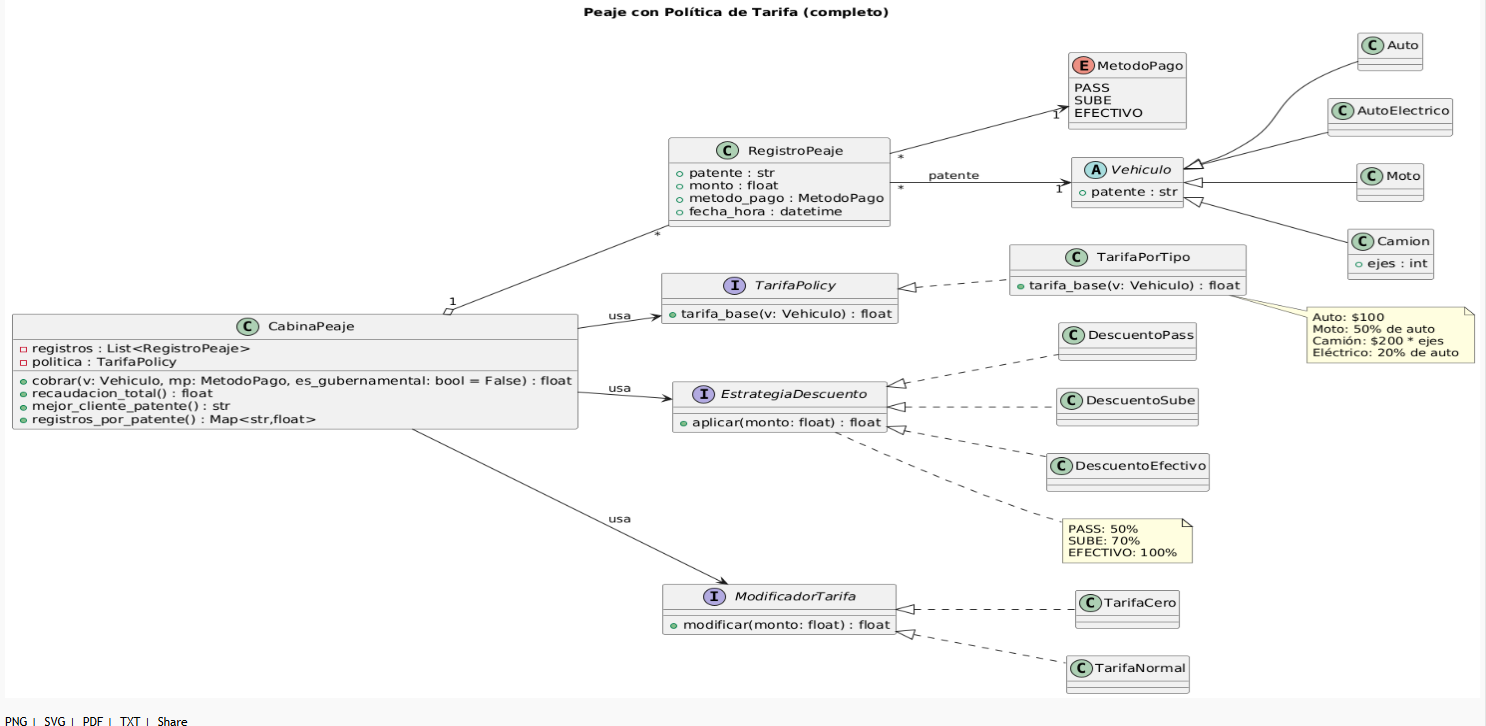 Peaje con Política de Tarifa (completo)
E MetodoPago
PASS
SUBE
EFECTIVO
C Auto
C AutoElectrico
C RegistroPeaje
patente : str
monto : float
metodo_pago : MetodoPago
fecha_hora : datetime
*
1
*
patente
1
A Vehiculo
patente : str
C Moto
C Camion
ejes : int
*
1
C CabinaPeaje
registros : List<RegistroPeaje>
politica : TarifaPolicy
cobrar(v: Vehiculo, mp: MetodoPago, es_gubernamental: bool = False) : float
recaudacion_total() : float
mejor_cliente_patente() : str
registros_por_patente() : Map<str,float>
usa
I TarifaPolicy
tarifa_base(v: Vehiculo) : float
C TarifaPorTipo
tarifa_base(v: Vehiculo) : float
Auto: $100
Moto: 50% de auto
Camión: $200 * ejes
Eléctrico: 20% de auto
usa
I EstrategiaDescuento
aplicar(monto: float) : float
C DescuentoPass
C DescuentoSube
C DescuentoEfectivo
PASS: 50%
SUBE: 70%
EFECTIVO: 100%
usa
I ModificadorTarifa
modificar(monto: float) : float
C TarifaCero
C TarifaNormal
PNG | SVG | PDF | TXT | Share